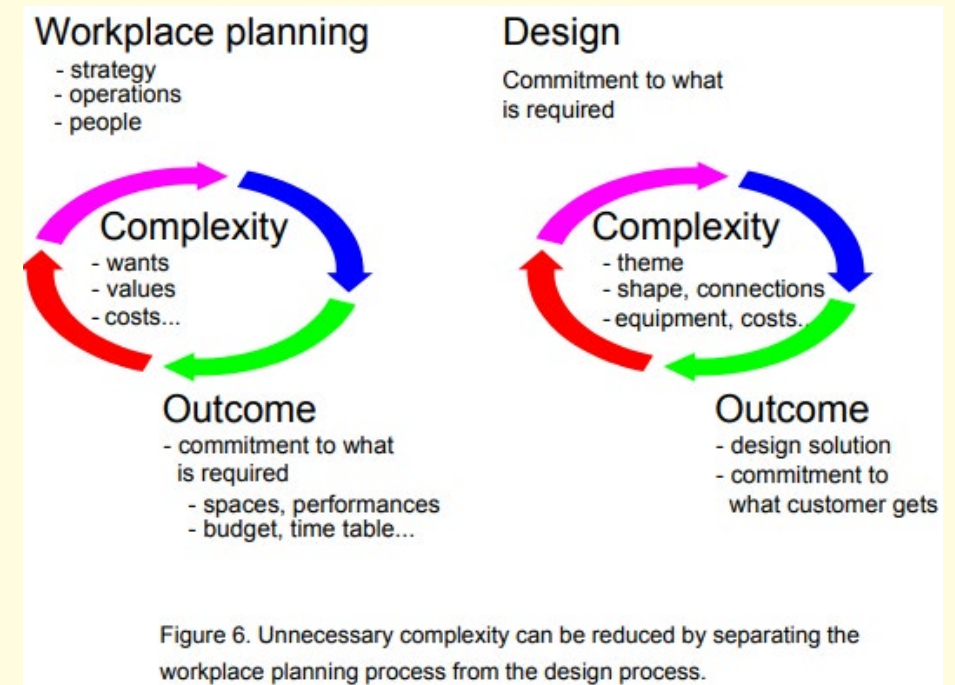 Workplace planning
- strategy
- operations
- people
Complexity
- wants
- values
- costs...
Outcome
- commitment to what
is required
- spaces, performances
- budget, time table...
Design
Commitment to what
is required
Complexity
- theme
- shape, connections
- equipment, costs..
Outcome
- design solution
- commitment to
what customer gets
Figure 6. Unnecessary complexity can be reduced by separating the
workplace planning process from the design process.